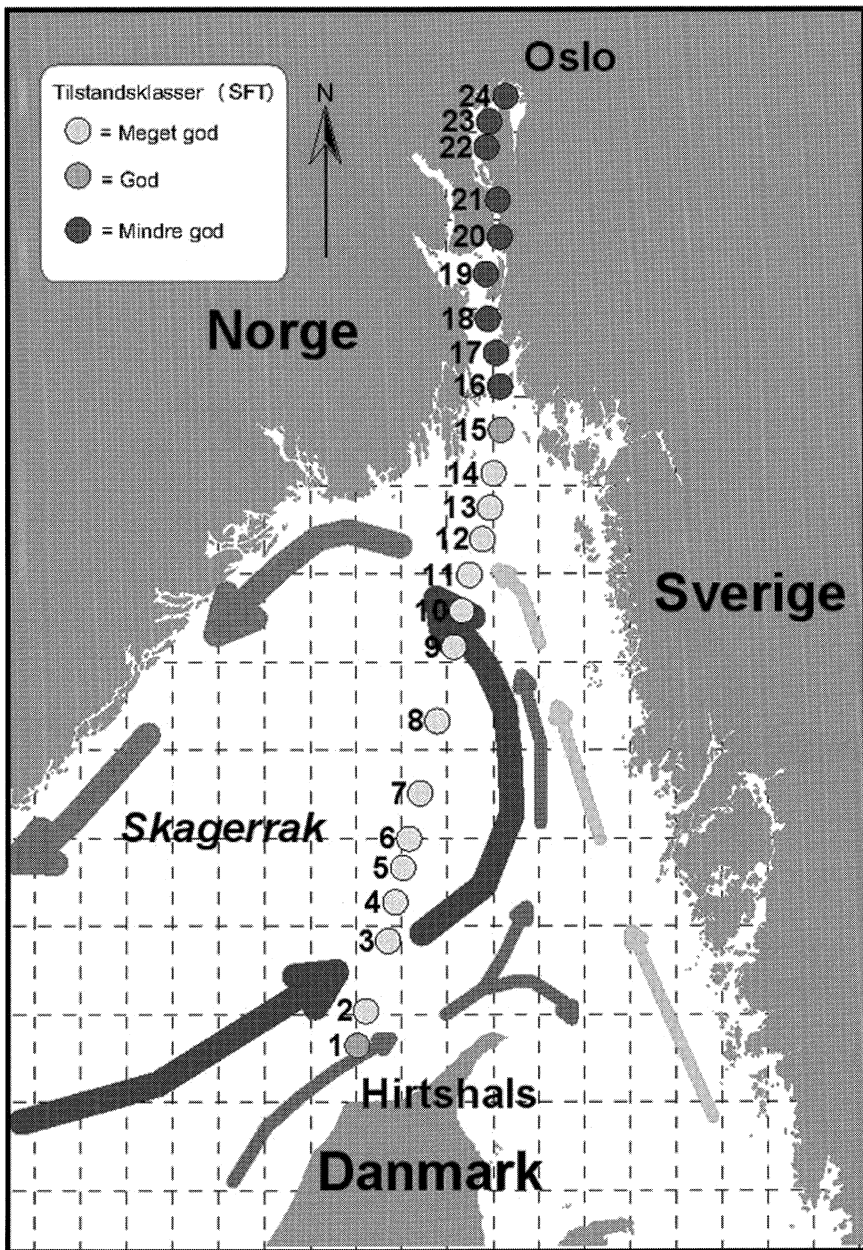 Oslo
Tilstandsklasser (SFT)
= Meget god
= God
= Mindre god
N
24
23
22
21
20
19
Norge
18
17
16
15
14
13
12
11
Sverige
10
9
8
7
Skagerrak
6
5
4
3
2
1
Hirtshals
Danmark